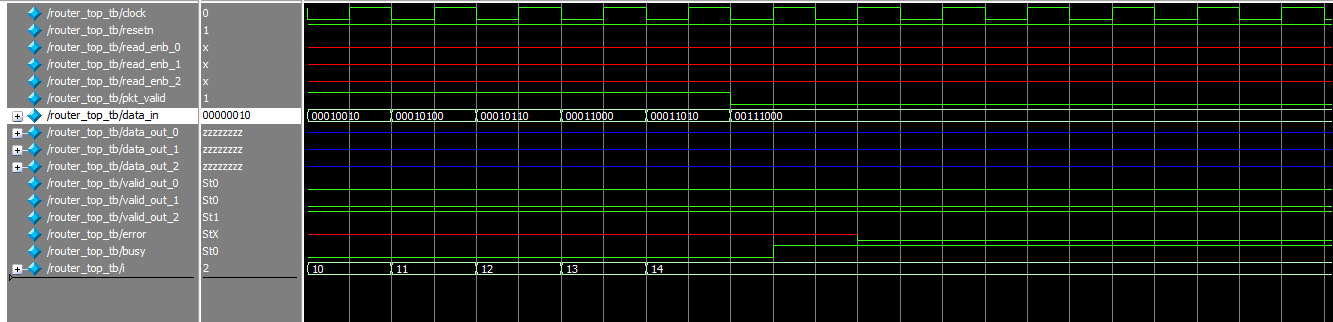 /router_top_tb/clock 0
/router_top_tb/resetn 1
/router_top_tb/read_enb_0 x
/router_top_tb/read_enb_1 x
/router_top_tb/read_enb_2 x
/router_top_tb/pkt_valid 1
/router_top_tb/data_in 00000010 00010010 00010100 00010110 00011000 00011010 00111000
/router_top_tb/data_out_0 zzzzzzzz
/router_top_tb/data_out_1 zzzzzzzz
/router_top_tb/data_out_2 zzzzzzzz
/router_top_tb/valid_out_0 St0
/router_top_tb/valid_out_1 St0
/router_top_tb/valid_out_2 St1
/router_top_tb/error StX
/router_top_tb/busy St0
/router_top_tb/i 2 10 11 12 13 14